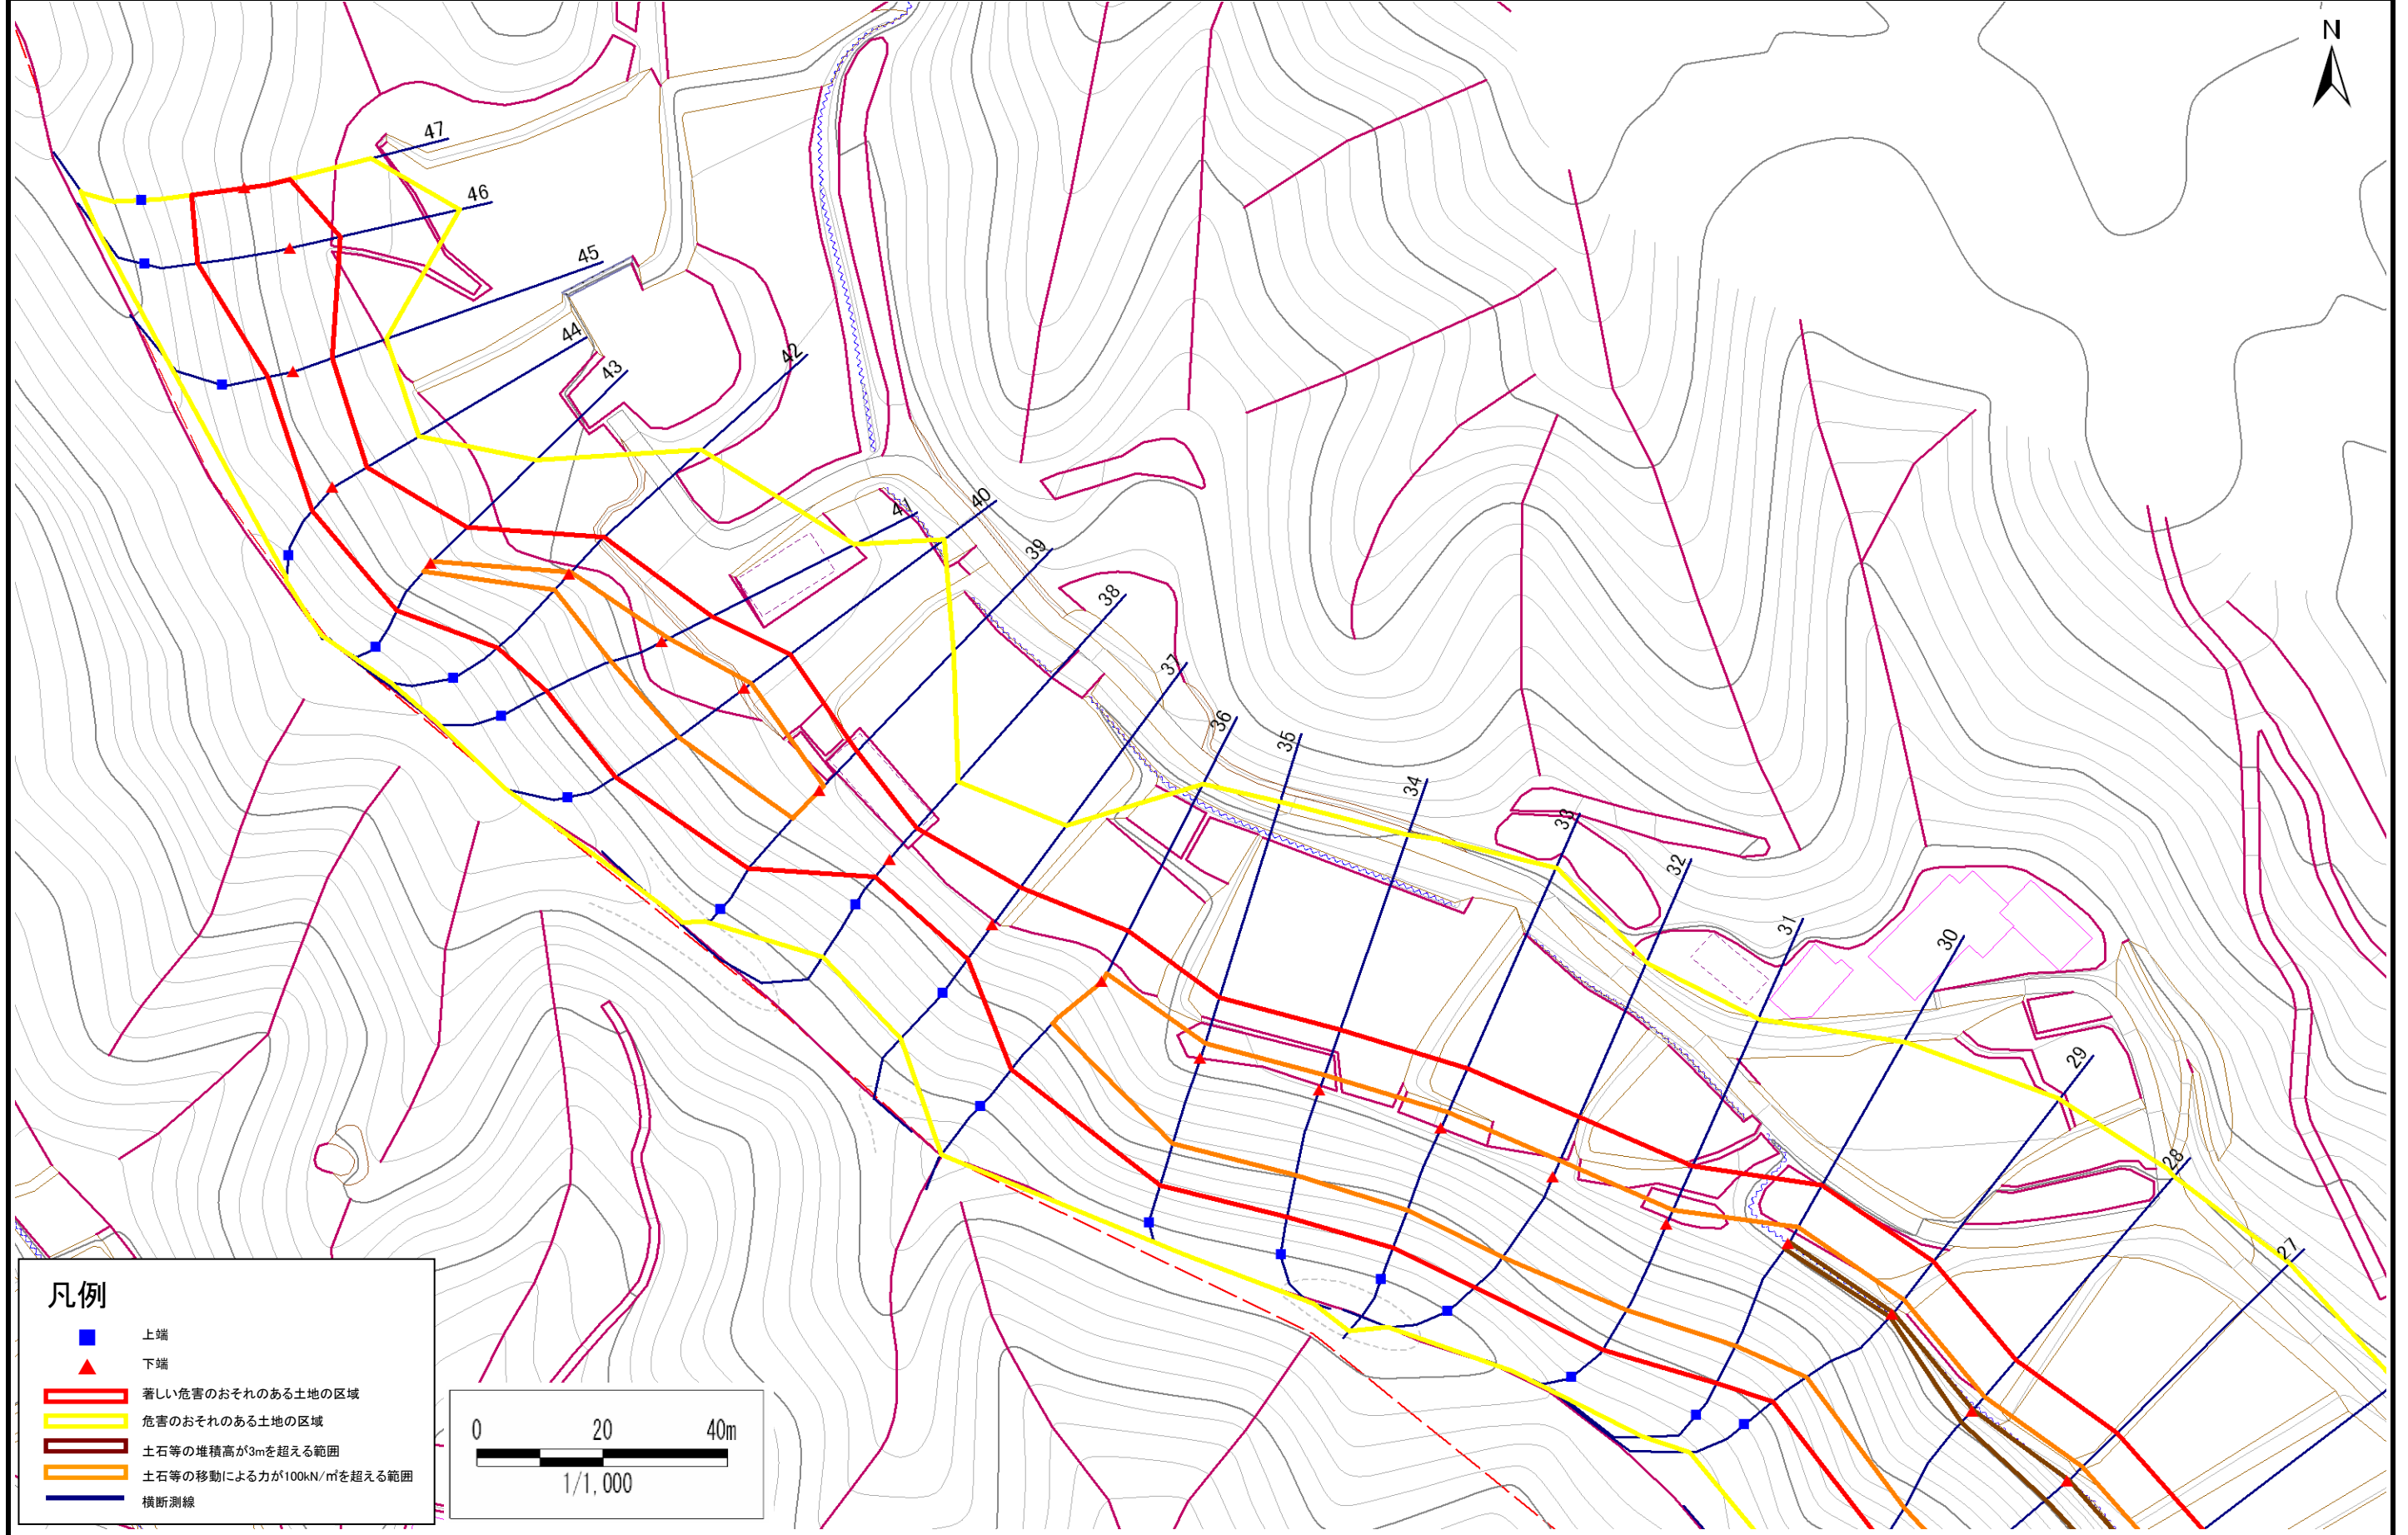 N
47
46
45
44
43
42
41
40
39
38
37
36
35
34
33
32
31
30
29
28
27
凡例
上端
下端
著しい危害のおそれのある土地の区域
危害のおそれのある土地の区域
土石等の堆積高が3mを超える範囲
土石等の移動による力が100kN/㎡を超える範囲
横断測線
0 20 40m
1/1,000